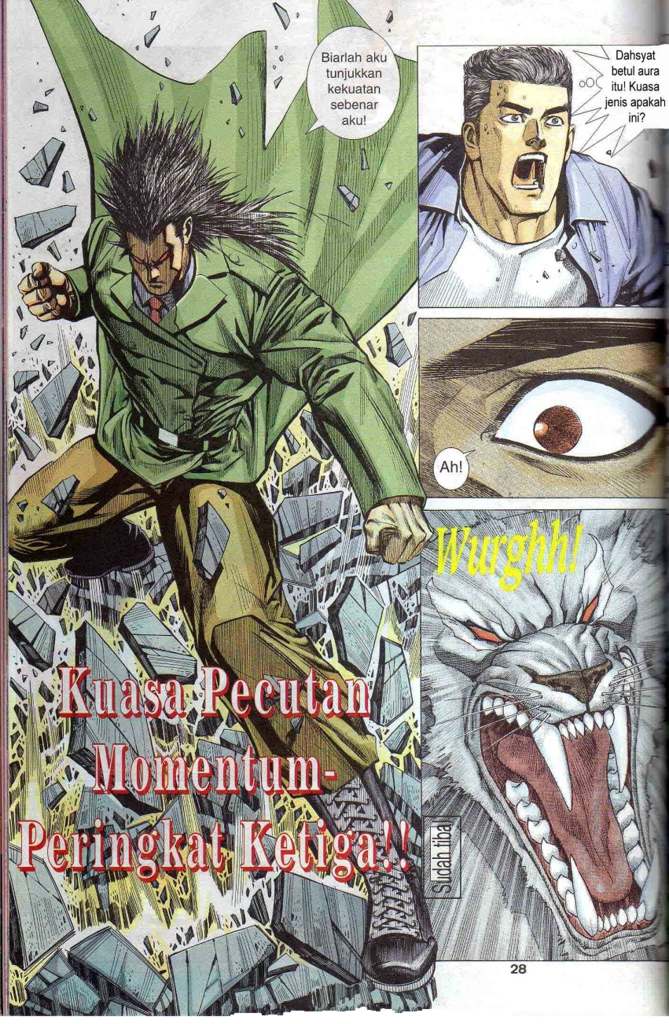 Biarlah aku
tunjukkan
kekuatan
sebenar
aku!
Dahsyat
betul aura
itu! Kuasa
jenis apakah
ini?
Ah!
Wurghh!
Kuasa Pecutan
Momentum-
Peringkat Ketiga!!
Sudah tiba!
28